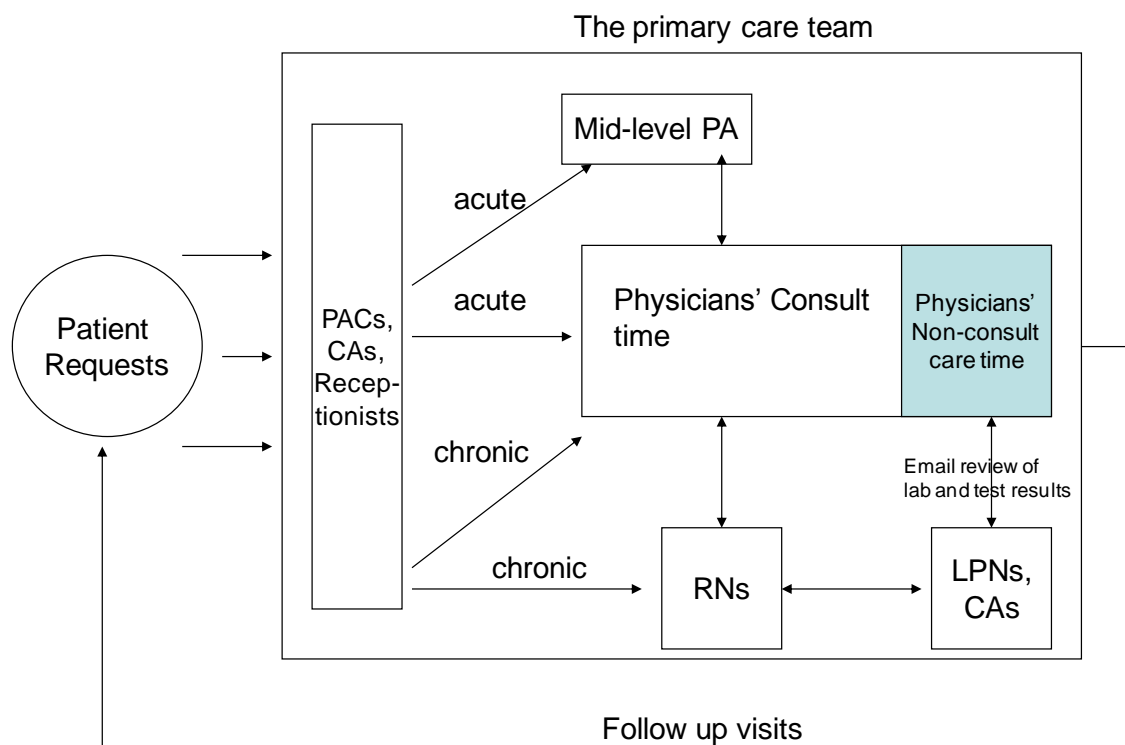 The primary care team
Mid-level PA
acute
acute
Physicians’ Consult
time
Physicians’
Non-consult
care time
Patient
Requests
PACs,
CAs,
Recep-
tionists
chronic
Email review of
lab and test results
chronic
RNs
LPNs,
CAs
Follow up visits